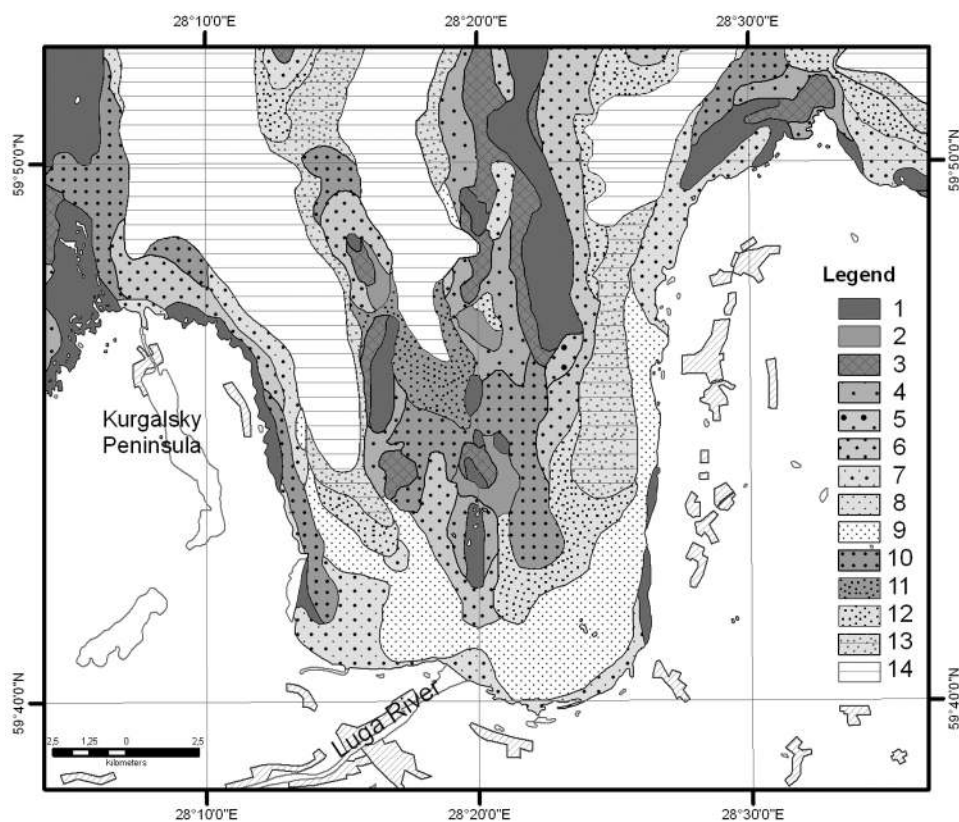 28°10'0"E
28°20'0"E
28°30'0"E
59°50'0"N
59°50'0"N
Legend
1
2
3
4
5
6
7
8
9
10
11
12
13
14
Kurgalsky
Peninsula
Luga River
59°40'0"N
59°40'0"N
2,5 1,25 0 2,5
kilometers
28°10'0"E
28°20'0"E
28°30'0"E